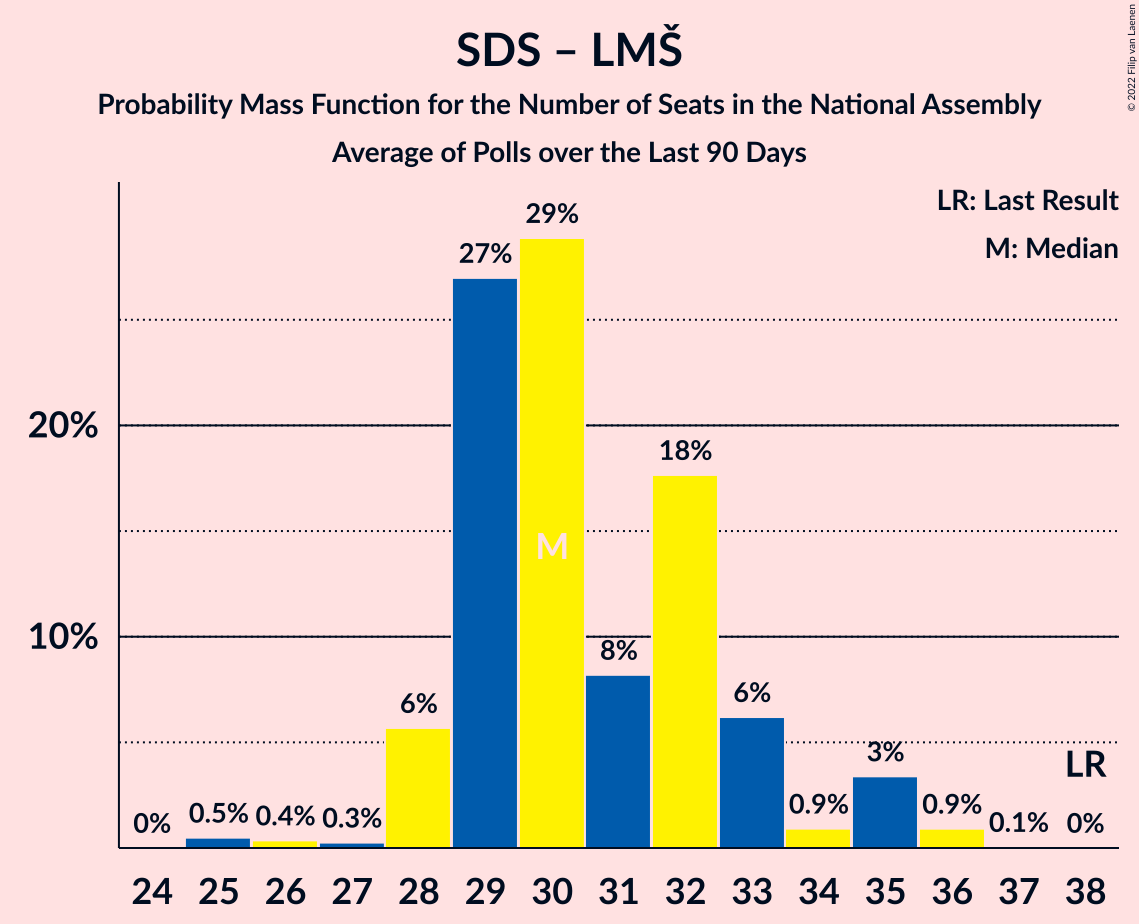 SDS – LMŠ
Probability Mass Function for the Number of Seats in the National Assembly
Average of Polls over the Last 90 Days
© 2022 Filip van Laenen
LR: Last Result
M: Median
20%
10%
0%
0.5%
0.4%
0.3%
6%
27%
29%
8%
18%
6%
0.9%
3%
0.9%
0.1%
0%
M
LR
24 25 26 27 28 29 30 31 32 33 34 35 36 37 38